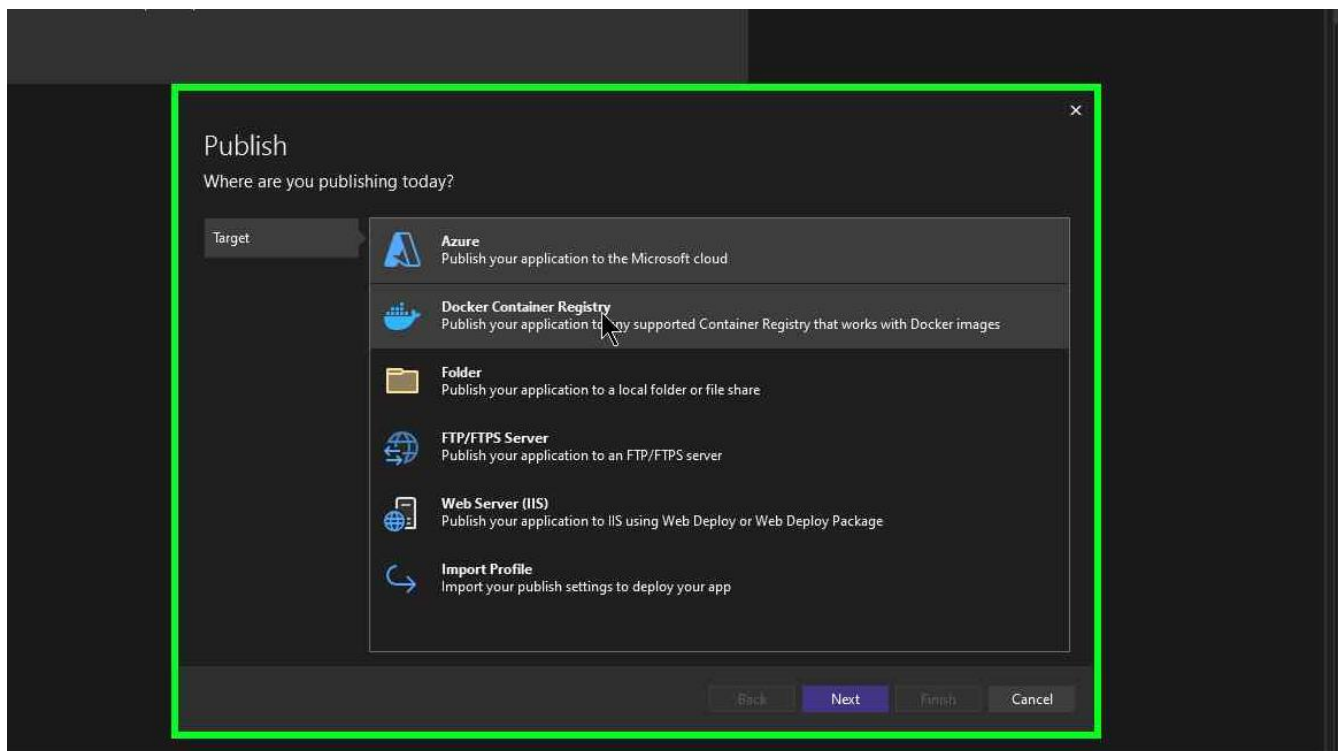 Publish
Where are you publishing today?
Target
Azure
Publish your application to the Microsoft cloud
Docker Container Registry
Publish your application to any supported Container Registry that works with Docker images
Folder
Publish your application to a local folder or file share
FTP/FTPS Server
Publish your application to an FTP/FTPS server
Web Server (IIS)
Publish your application to IIS using Web Deploy or Web Deploy Package
Import Profile
Import your publish settings to deploy your app
Back Next Finish Cancel